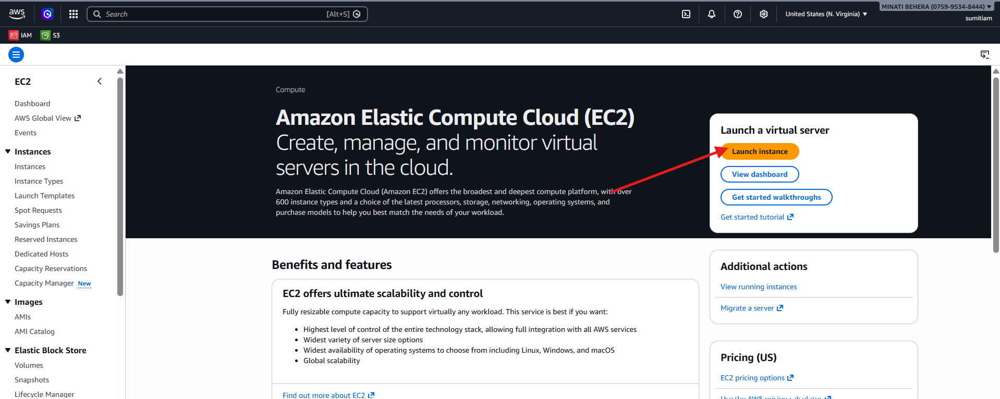 aws
Search
[Alt+S]
United States (N. Virginia)
MINATI BEHERA (0759-9534-8444)
sumitiam
IAM
S3
EC2
Dashboard
AWS Global View
Events
Instances
Instances
Instance Types
Launch Templates
Spot Requests
Savings Plans
Reserved Instances
Dedicated Hosts
Capacity Reservations
Capacity Manager New
Images
AMIs
AMI Catalog
Elastic Block Store
Volumes
Snapshots
Lifecycle Manager
Compute
Amazon Elastic Compute Cloud (EC2)
Create, manage, and monitor virtual
servers in the cloud.
Amazon Elastic Compute Cloud (Amazon EC2) offers the broadest and deepest compute platform, with over
600 instance types and a choice of the latest processors, storage, networking, operating systems, and
purchase models to help you best match the needs of your workload.
Launch a virtual server
Launch instance
View dashboard
Get started walkthroughs
Get started tutorial
Benefits and features
EC2 offers ultimate scalability and control
Fully resizable compute capacity to support virtually any workload. This service is best if you want:
• Highest level of control of the entire technology stack, allowing full integration with all AWS services
• Widest variety of server size options
• Widest availability of operating systems to choose from including Linux, Windows, and macOS
• Global scalability
Find out more about EC2
Additional actions
View running instances
Migrate a server
Pricing (US)
EC2 pricing options
Use the AWS pricing calculator